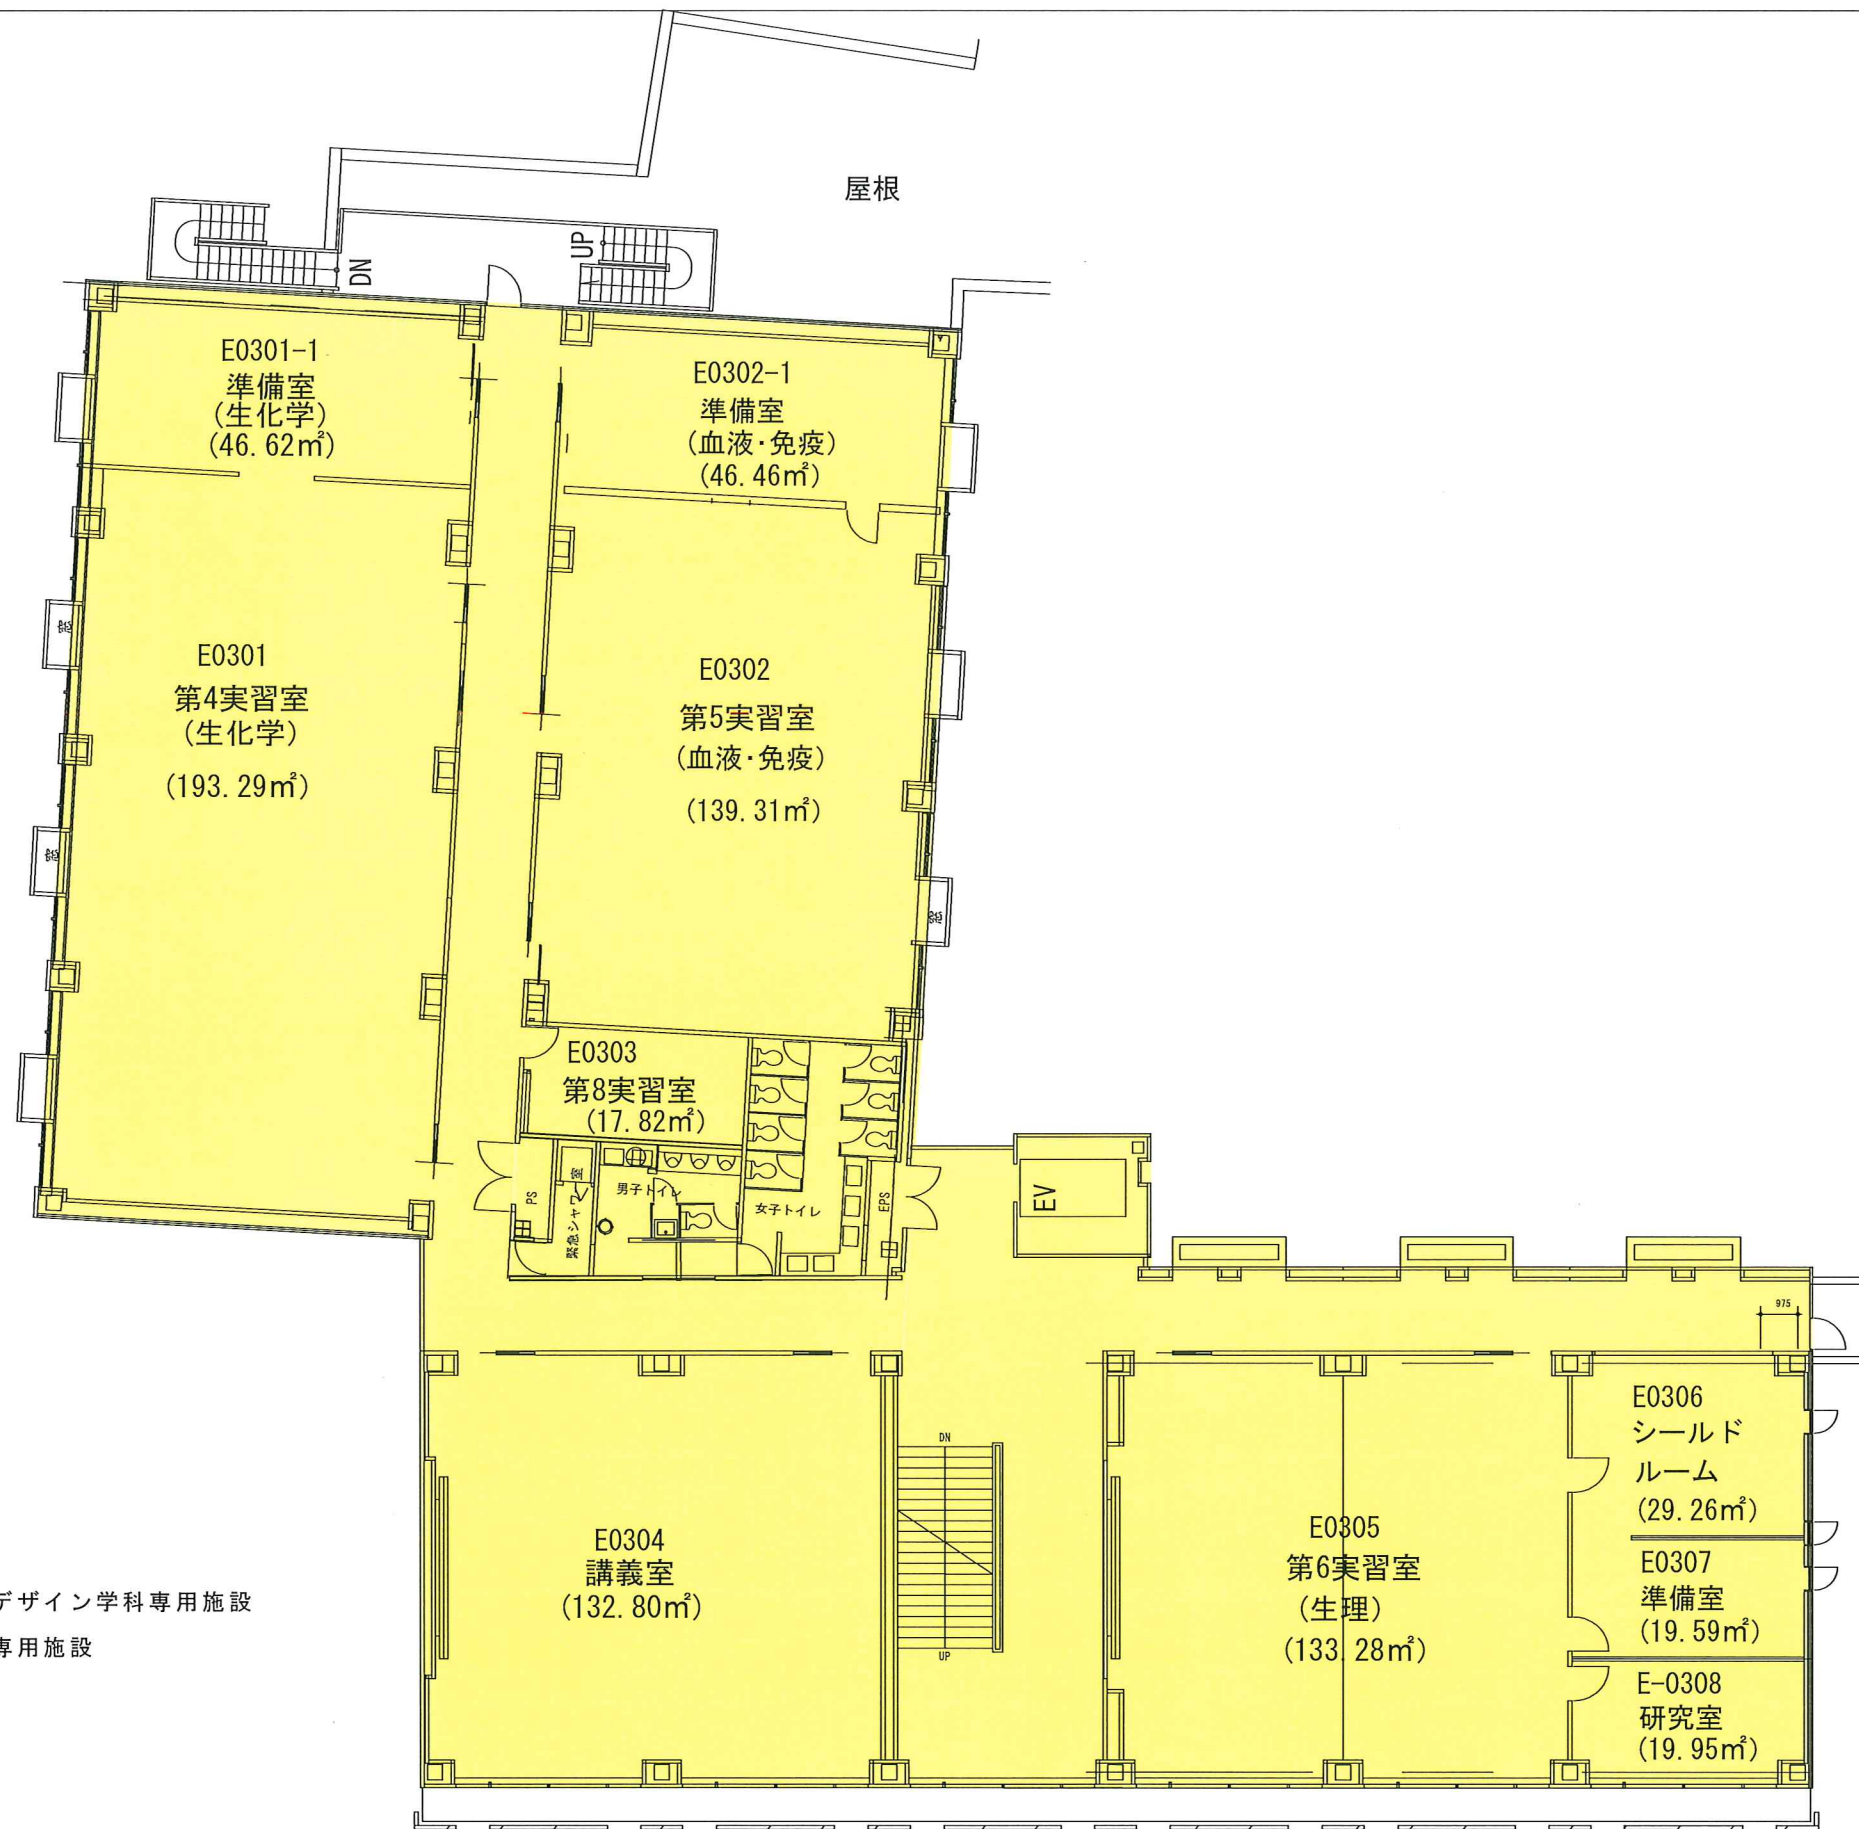 屋根
DN
UP
E0301-1
準備室
(生化学)
(46.62㎡)
E0302-1
準備室
(血液・免疫)
(46.46㎡)
窓
E0301
第4実習室
(生化学)
(193.29㎡)
E0302
第5実習室
(血液・免疫)
(139.31㎡)
窓
窓
E0303
第8実習室
(17.82㎡)
PS
緊急シャワー室
男子トイレ
女子トイレ
EPS
EV
975
E0304
講義室
(132.80㎡)
DN
UP
E0305
第6実習室
(生理)
(133.28㎡)
E0306
シールド
ルーム
(29.26㎡)
E0307
準備室
(19.59㎡)
E-0308
研究室
(19.95㎡)
デザイン学科専用施設
専用施設